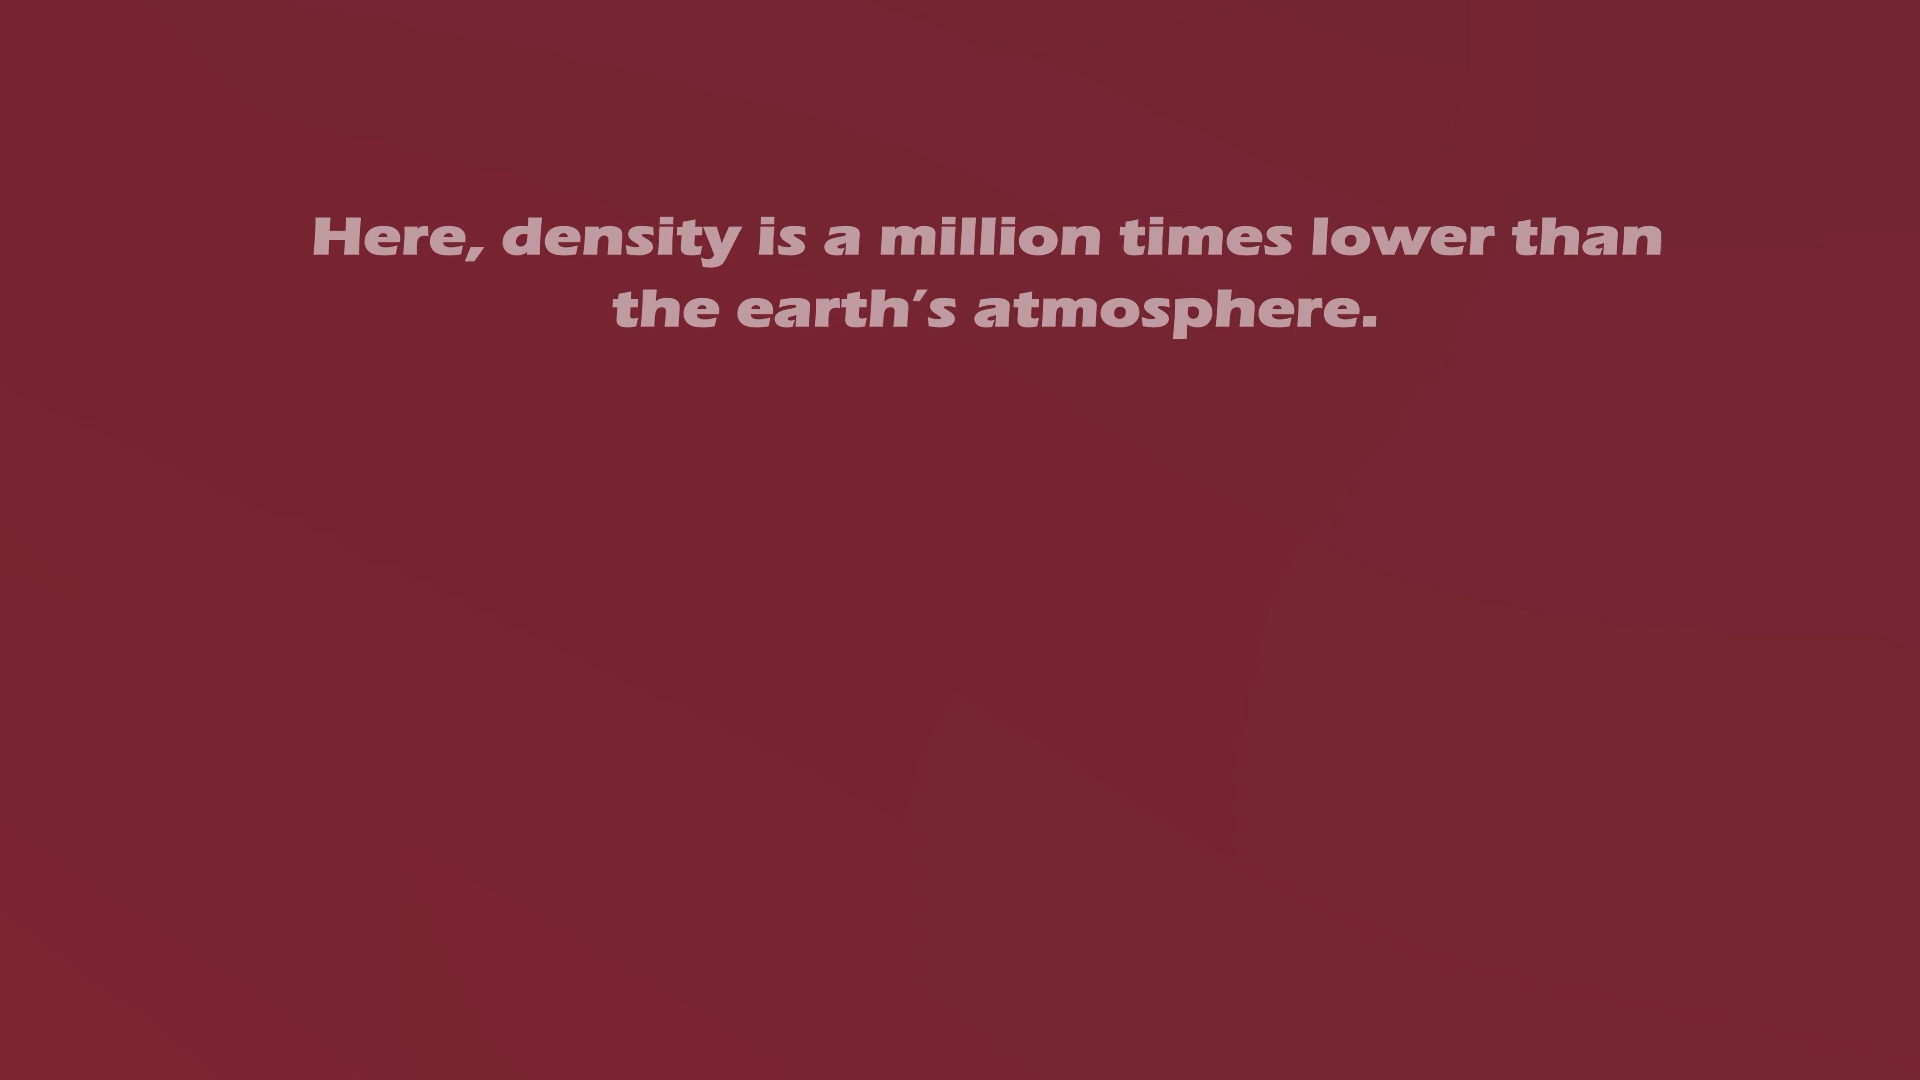 Here, density is a million times lower than
the earth's atmosphere.